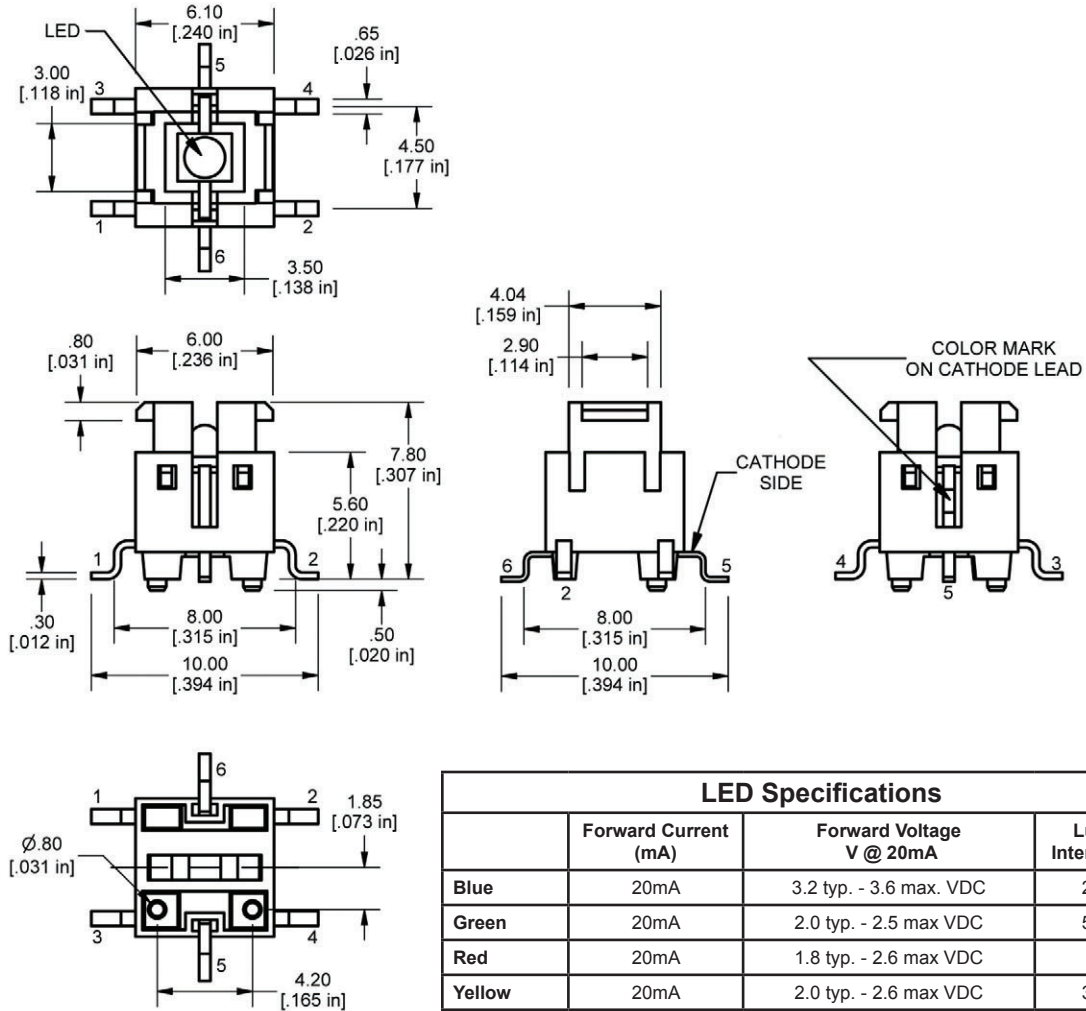 6.10
[.240 in]
LED
.65
[.026 in]
5
3.00
[.118 in]
3
4
4.50
[.177 in]
1
2
6
3.50
[.138 in]
.80
[.031 in]
6.00
[.236 in]
7.80
[.307 in]
5.60
[.220 in]
1
2
.30
[.012 in]
8.00
[.315 in]
.50
[.020 in]
10.00
[.394 in]
4.04
[.159 in]
2.90
[.114 in]
CATHODE
SIDE
6
5
2
8.00
[.315 in]
10.00
[.394 in]
COLOR MARK
ON CATHODE LEAD
4
3
5
6
1
2
1.85
[.073 in]
Ø.80
[.031 in]
3
4
5
4.20
[.165 in]
LED Specifications
Forward Current
(mA)
Forward Voltage
V @ 20mA
Blue 20mA 3.2 typ. - 3.6 max. VDC
Green 20mA 2.0 typ. - 2.5 max VDC
Red 20mA 1.8 typ. - 2.6 max VDC
Yellow 20mA 2.0 typ. - 2.6 max VDC